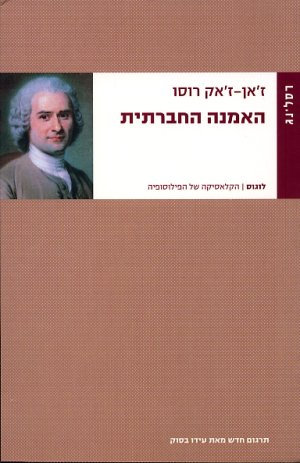 ז'אן-ז'אק רוסו
האמנה החברתית
לוגוס | הקלאסיקה של הפילוסופיה
רסלינג
תרגום חדש מאת עידו בסוק